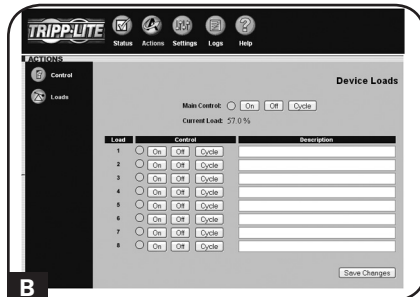 TRIPP·LITE
Status Actions Settings Logs Help
ACTIONS
Control
Loads
Device Loads
Main Control: On Off Cycle
Current Load: 57.0 %
Load Control Description
1 On Off Cycle
2 On Off Cycle
3 On Off Cycle
4 On Off Cycle
5 On Off Cycle
6 On Off Cycle
7 On Off Cycle
8 On Off Cycle
Save Changes
B